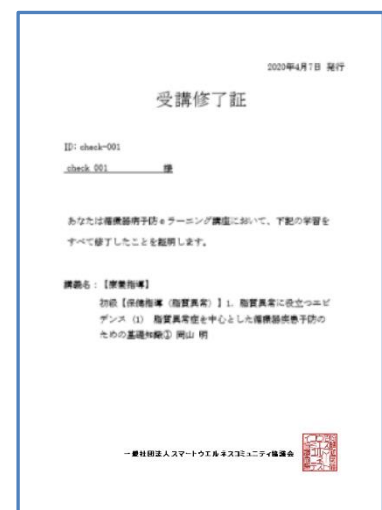 2020年4月7日 発行
受講修了証
ID: check-001
check 001 様
あなたは循環器病予防eラーニング講座において、下記の学習を
すべて修了したことを証明します。
講義名:【療養指導】
初級【保健指導(脂質異常)】1. 脂質異常に役立つエビ
デンス (1) 脂質異常症を中心とした循環器疾患予防の
ための基礎知識① 岡山 明
一般社団法人スマートウエルネスコミュニティ協議会